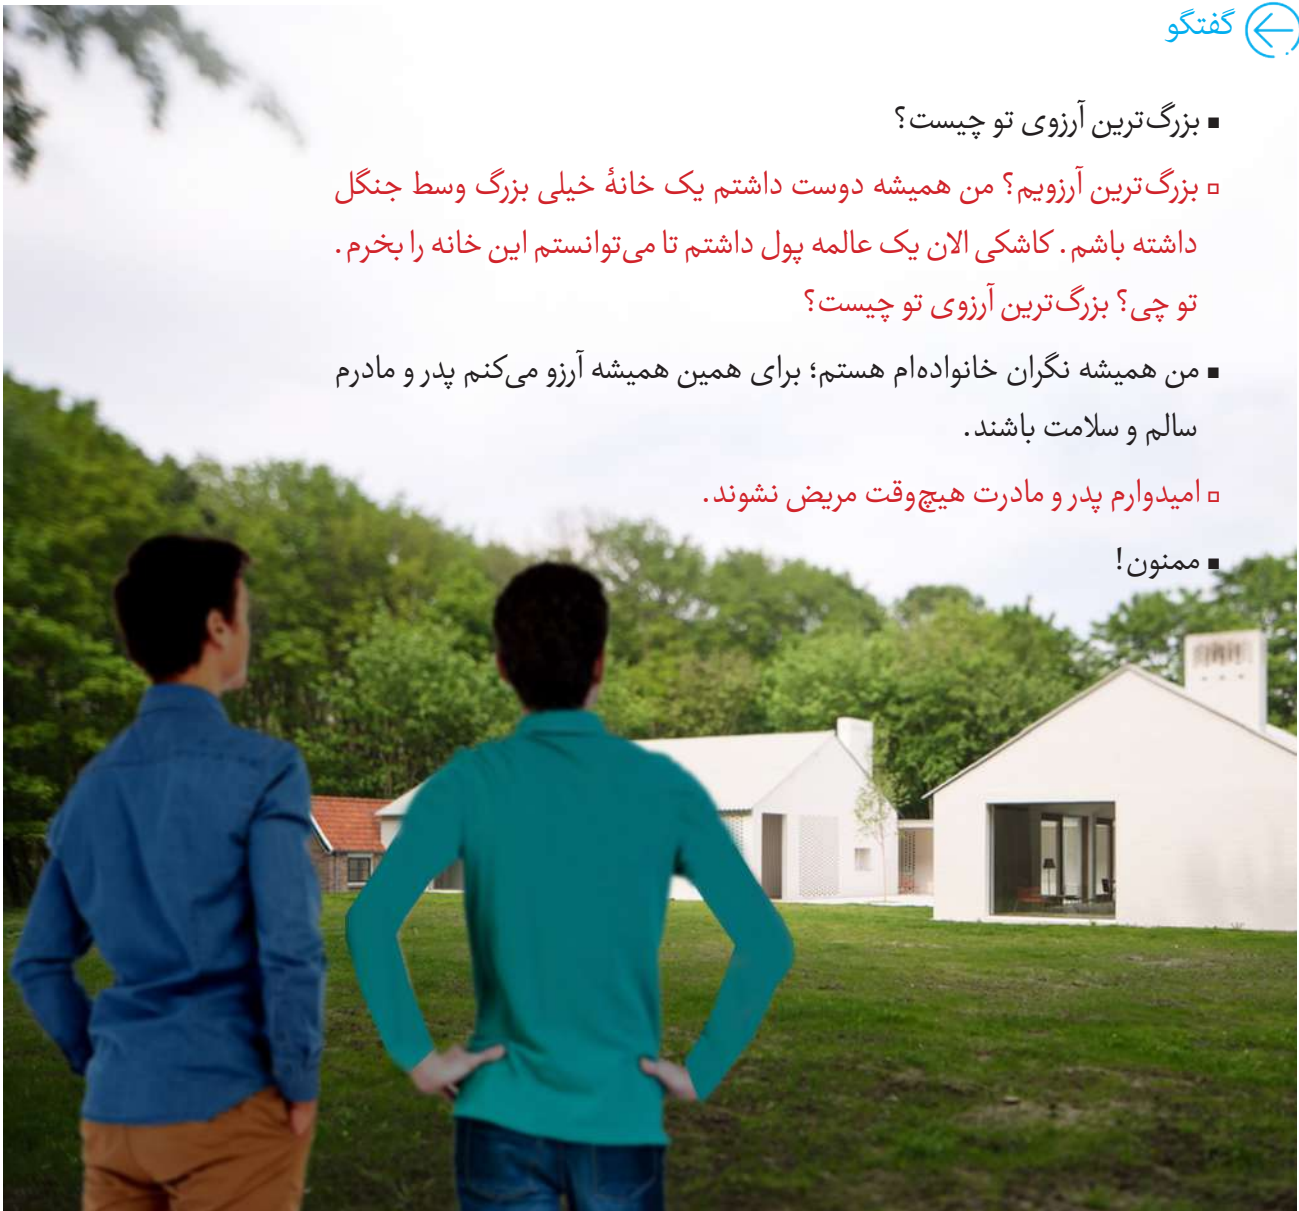 گفتگو
▪ بزرگ‌ترین آرزوی تو چیست؟
▫ بزرگ‌ترین آرزویم؟ من همیشه دوست داشتم یک خانهٔ خیلی بزرگ وسط جنگل
داشته باشم. کاشکی الان یک عالمه پول داشتم تا می‌توانستم این خانه را بخرم.
تو چی؟ بزرگ‌ترین آرزوی تو چیست؟
▪ من همیشه نگران خانواده‌ام هستم؛ برای همین همیشه آرزو می‌کنم پدر و مادرم
سالم و سلامت باشند.
▫ امیدوارم پدر و مادرت هیچ‌وقت مریض نشوند.
▪ ممنون!